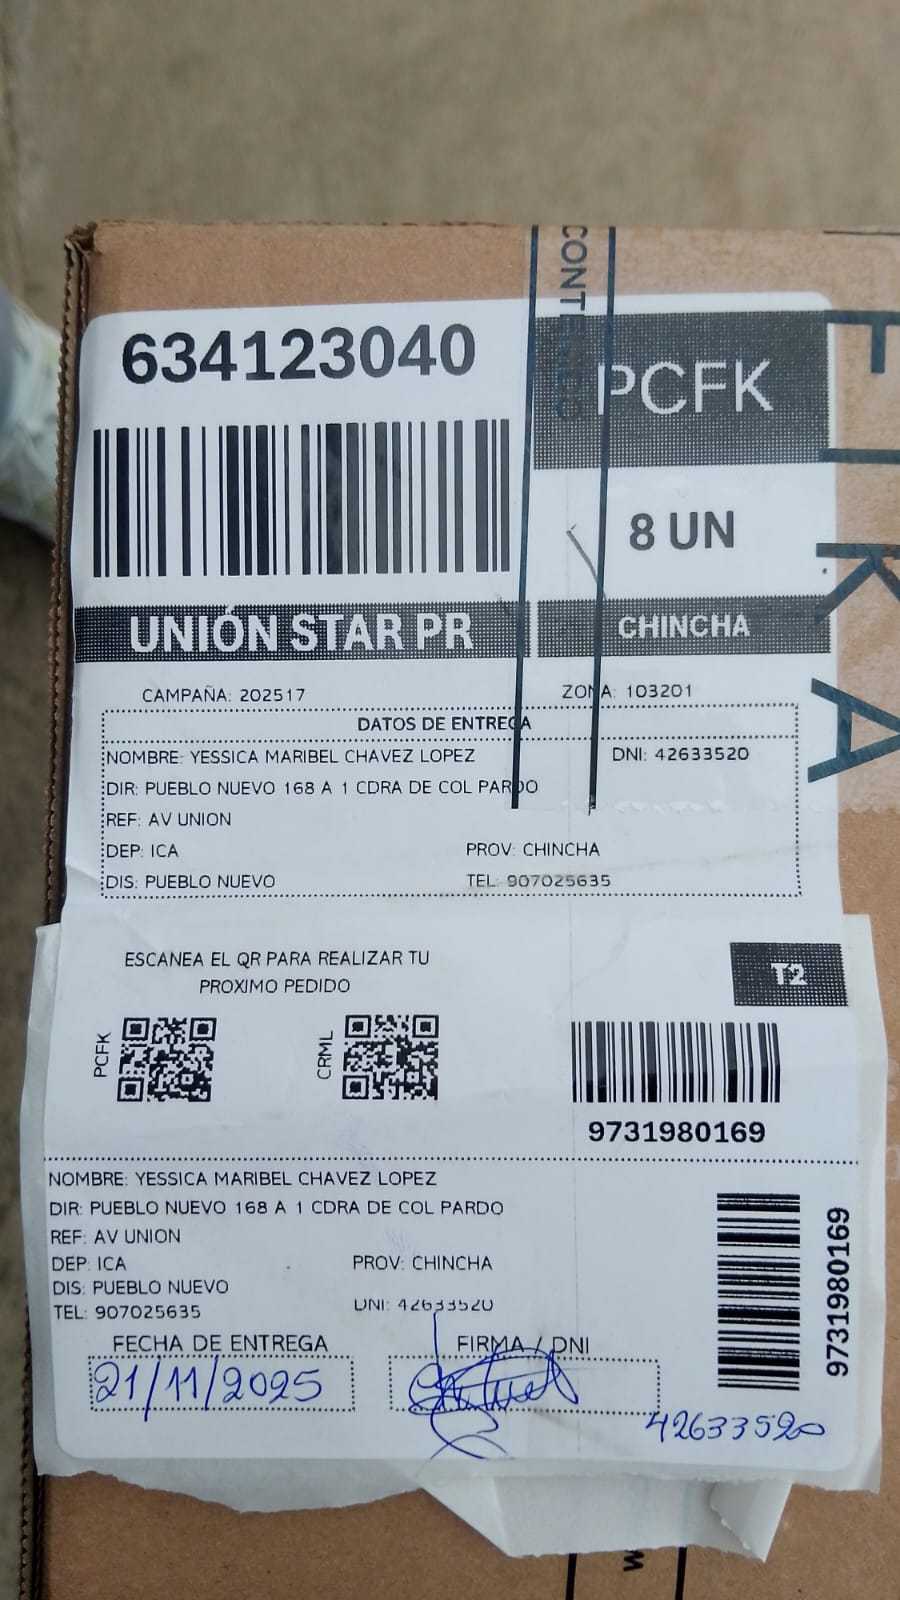 634123040
PCFK
8 UN
UNIÓN STAR PR
CHINCHA
CAMPAÑA: 202517
ZONA: 103201
DATOS DE ENTREGA
NOMBRE: YESSICA MARIBEL CHAVEZ LOPEZ
DNI: 42633520
DIR: PUEBLO NUEVO 168 A 1 CDRA DE COL PARDO
REF: AV UNION
DEP: ICA
PROV: CHINCHA
DIS: PUEBLO NUEVO
TEL: 907025635
ESCANEA EL QR PARA REALIZAR TU
PROXIMO PEDIDO
PCFK
CRML
T2
9731980169
NOMBRE: YESSICA MARIBEL CHAVEZ LOPEZ
DIR: PUEBLO NUEVO 168 A 1 CDRA DE COL PARDO
REF: AV UNION
DEP: ICA
PROV: CHINCHA
DIS: PUEBLO NUEVO
TEL: 907025635
DNI: 42633520
9731980169
FECHA DE ENTREGA
FIRMA / DNI
21/11/2025
42633520